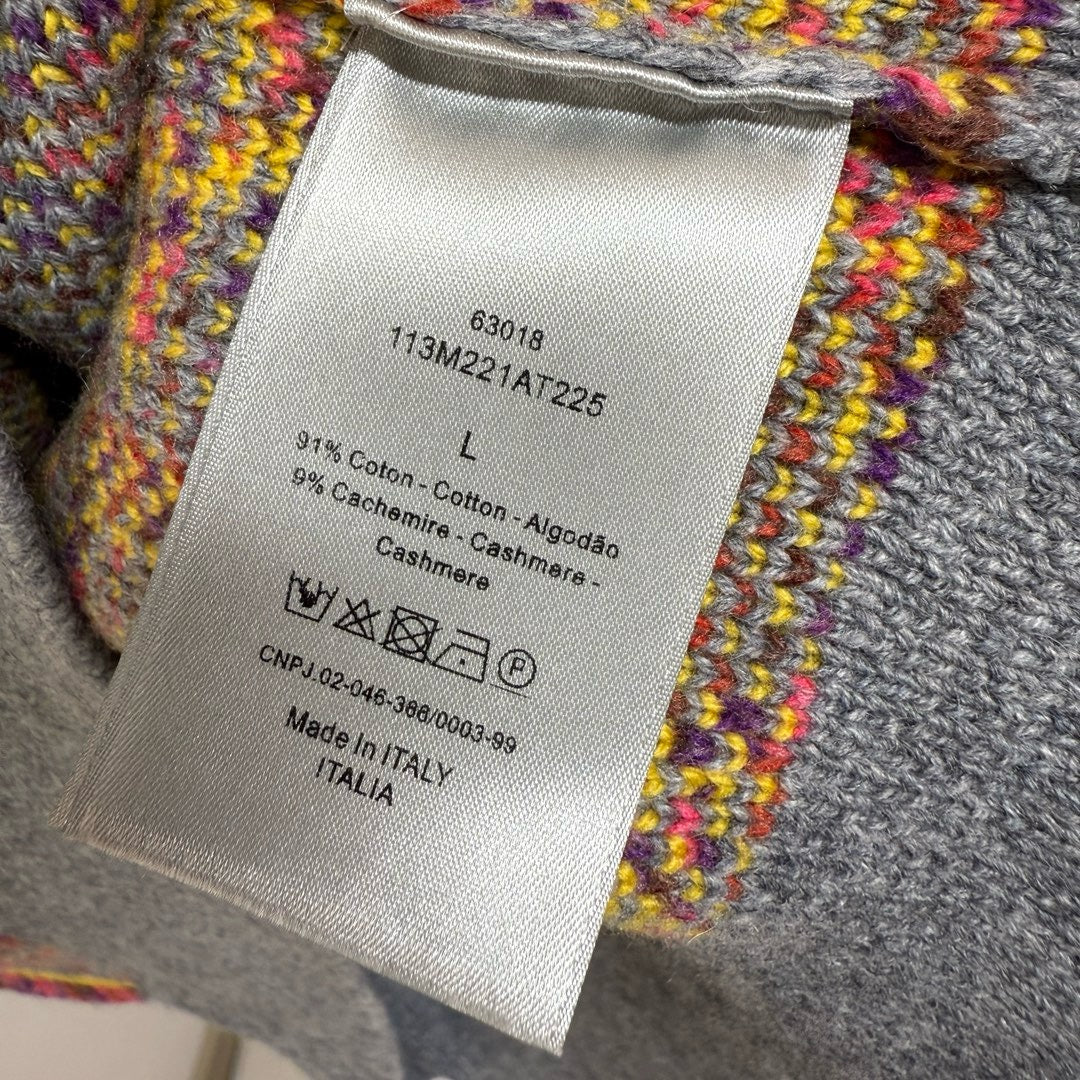 63018
113M221AT225
L
91% Coton - Cotton - Algodão
9% Cachemire - Cashmere -
Cashmere
P
CNPJ.02-046-366/0003-99
Made In ITALY
ITALIA